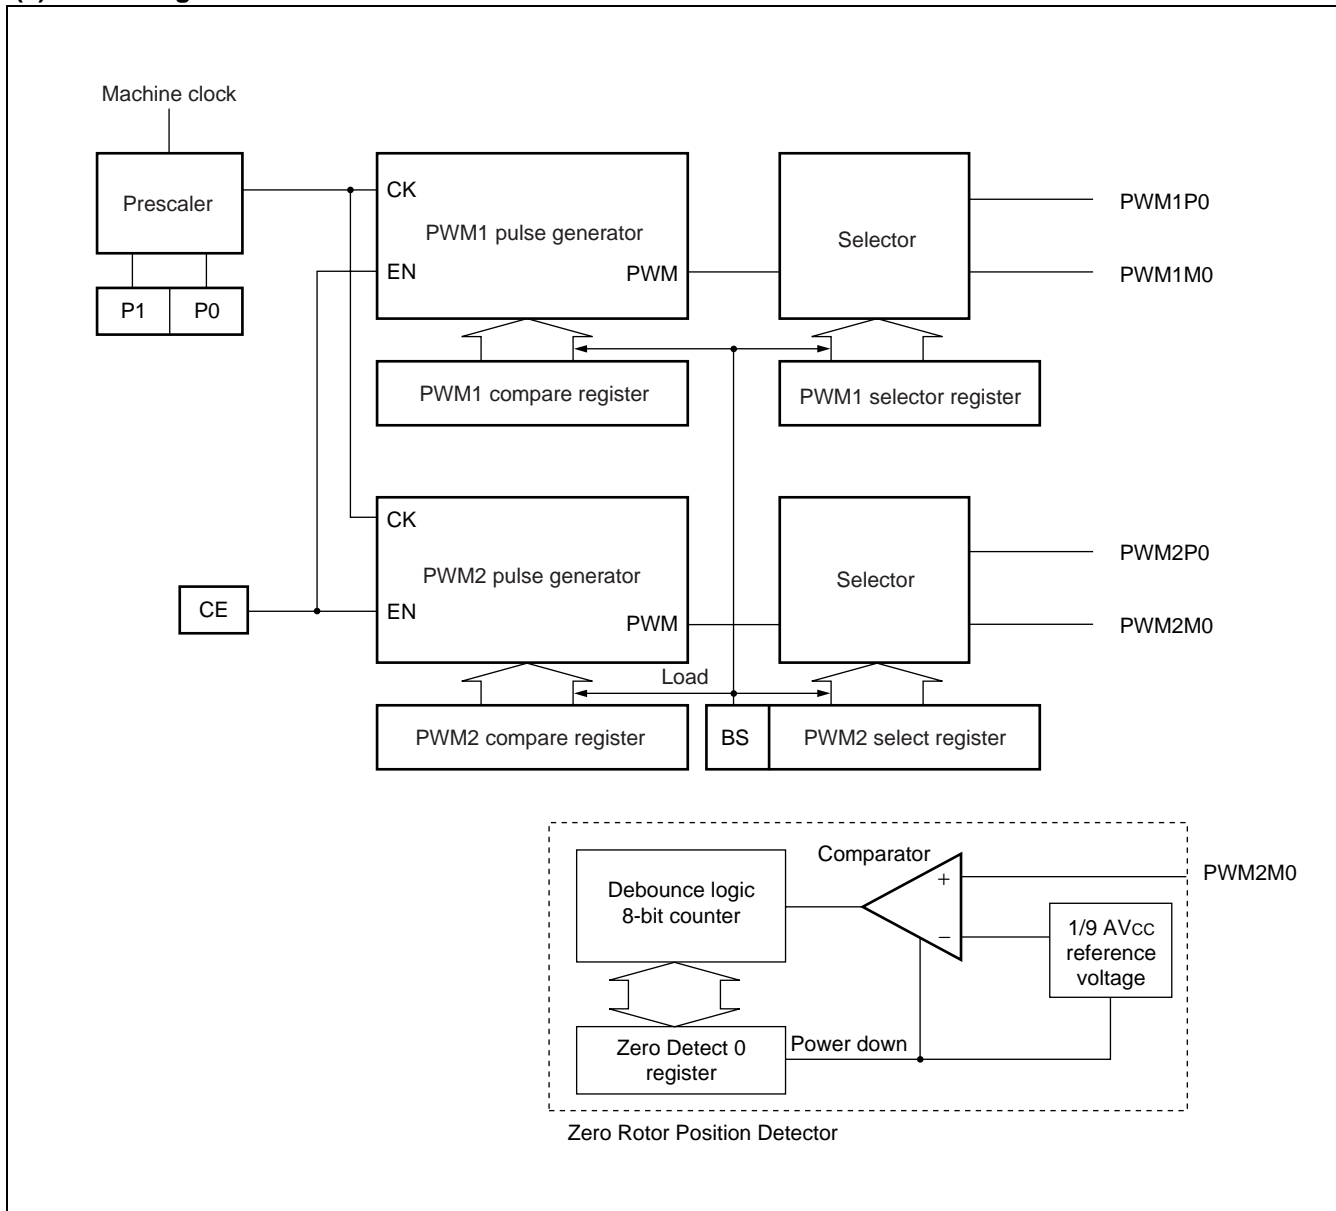 Machine clock
Prescaler
P1 P0
CK
PWM1 pulse generator
EN
PWM
Selector
PWM1P0
PWM1M0
PWM1 compare register
PWM1 selector register
CK
PWM2 pulse generator
EN
PWM
CE
Selector
PWM2P0
PWM2M0
Load
PWM2 compare register
BS
PWM2 select register
Comparator
Debounce logic
8-bit counter
+
−
PWM2M0
1/9 AVCC
reference
voltage
Zero Detect 0
register
Power down
Zero Rotor Position Detector